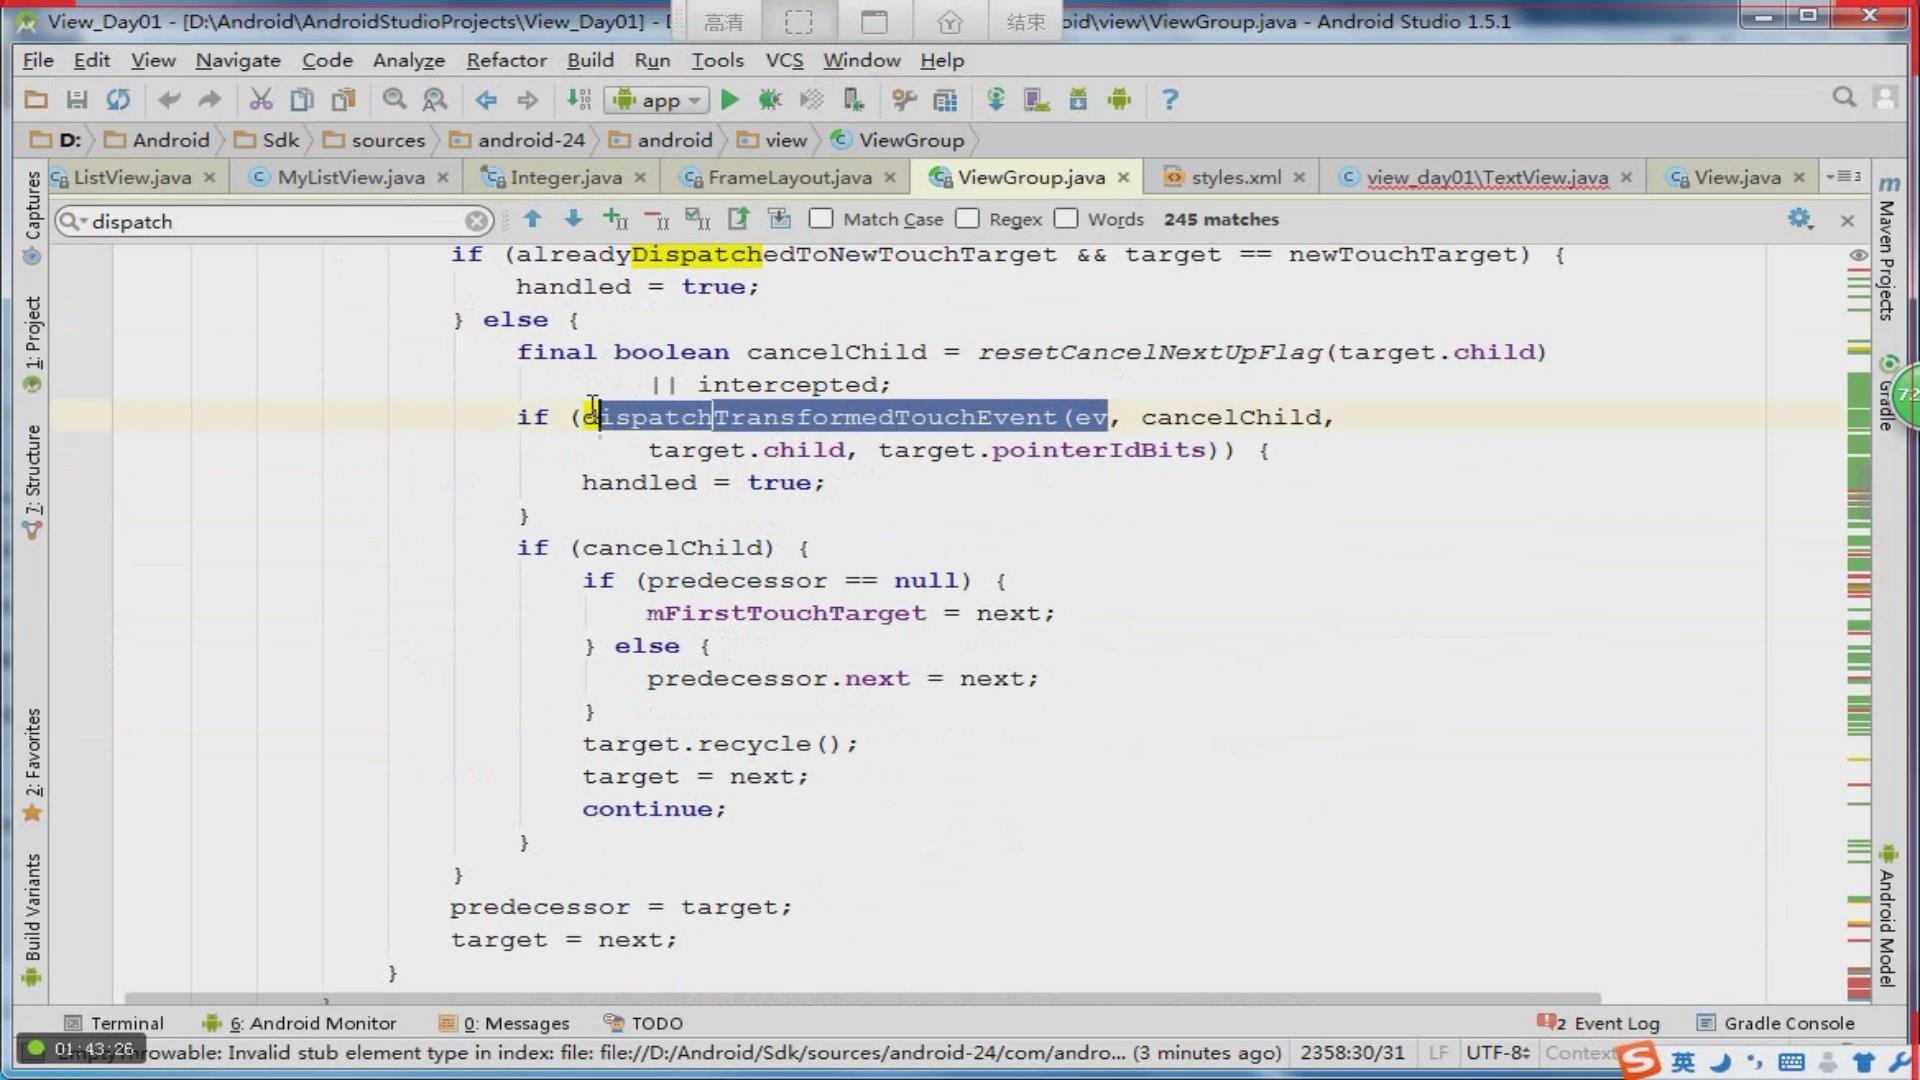 View_Day01 - [D:\Android\AndroidStudioProjects\View_Day01] - [
高清
结束
oid\view\ViewGroup.java - Android Studio 1.5.1
File Edit View Navigate Code Analyze Refactor Build Run Tools VCS Window Help
app
D: Android Sdk sources android-24 android view ViewGroup
ListView.java MyListView.java Integer.java FrameLayout.java ViewGroup.java styles.xml view_day01\TextView.java View.java
dispatch Match Case Regex Words 245 matches
if (alreadyDispatchedToNewTouchTarget && target == newTouchTarget) {
handled = true;
} else {
final boolean cancelChild = resetCancelNextUpFlag(target.child)
|| intercepted;
if (dispatchTransformedTouchEvent(ev, cancelChild,
target.child, target.pointerIdBits)) {
handled = true;
}
if (cancelChild) {
if (predecessor == null) {
mFirstTouchTarget = next;
} else {
predecessor.next = next;
}
target.recycle();
target = next;
continue;
}
}
predecessor = target;
target = next;
}
Captures
1: Project
7: Structure
2: Favorites
Build Variants
Maven Projects
Gradle
Android Model
Terminal 6: Android Monitor 0: Messages TODO 2 Event Log Gradle Console
01:43:26
rowable: Invalid stub element type in index: file: file://D:/Android/Sdk/sources/android-24/com/andro... (3 minutes ago) 2358:30/31 LF UTF-8 Context
英